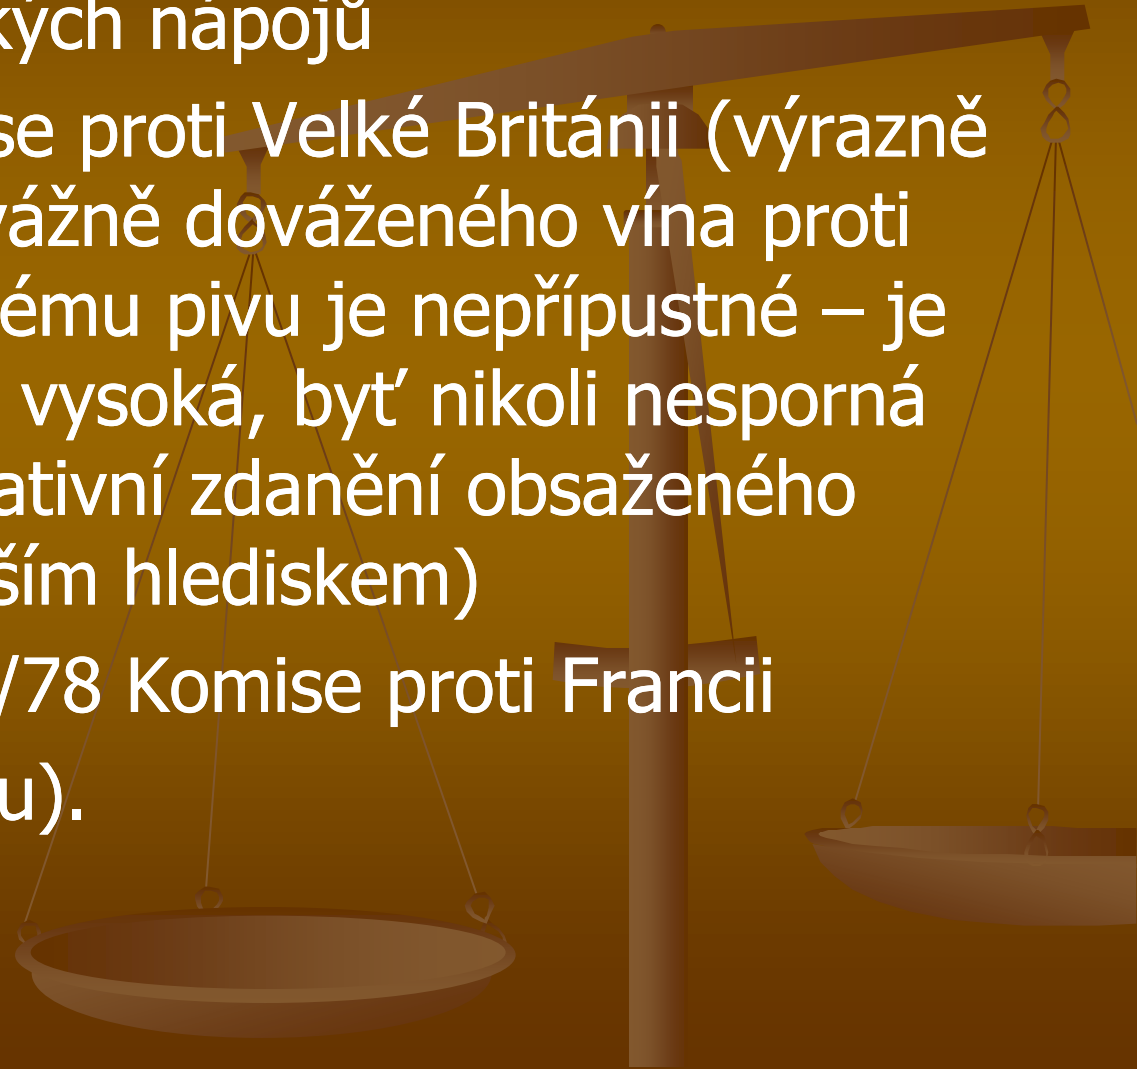 kých nápojů
se proti Velké Británii (výrazně
vážně dováženého vína proti
ému pivu je nepřípustné – je
vysoká, byť nikoli nesporná
ativní zdanění obsaženého
ším hlediskem)
/78 Komise proti Francii
u).